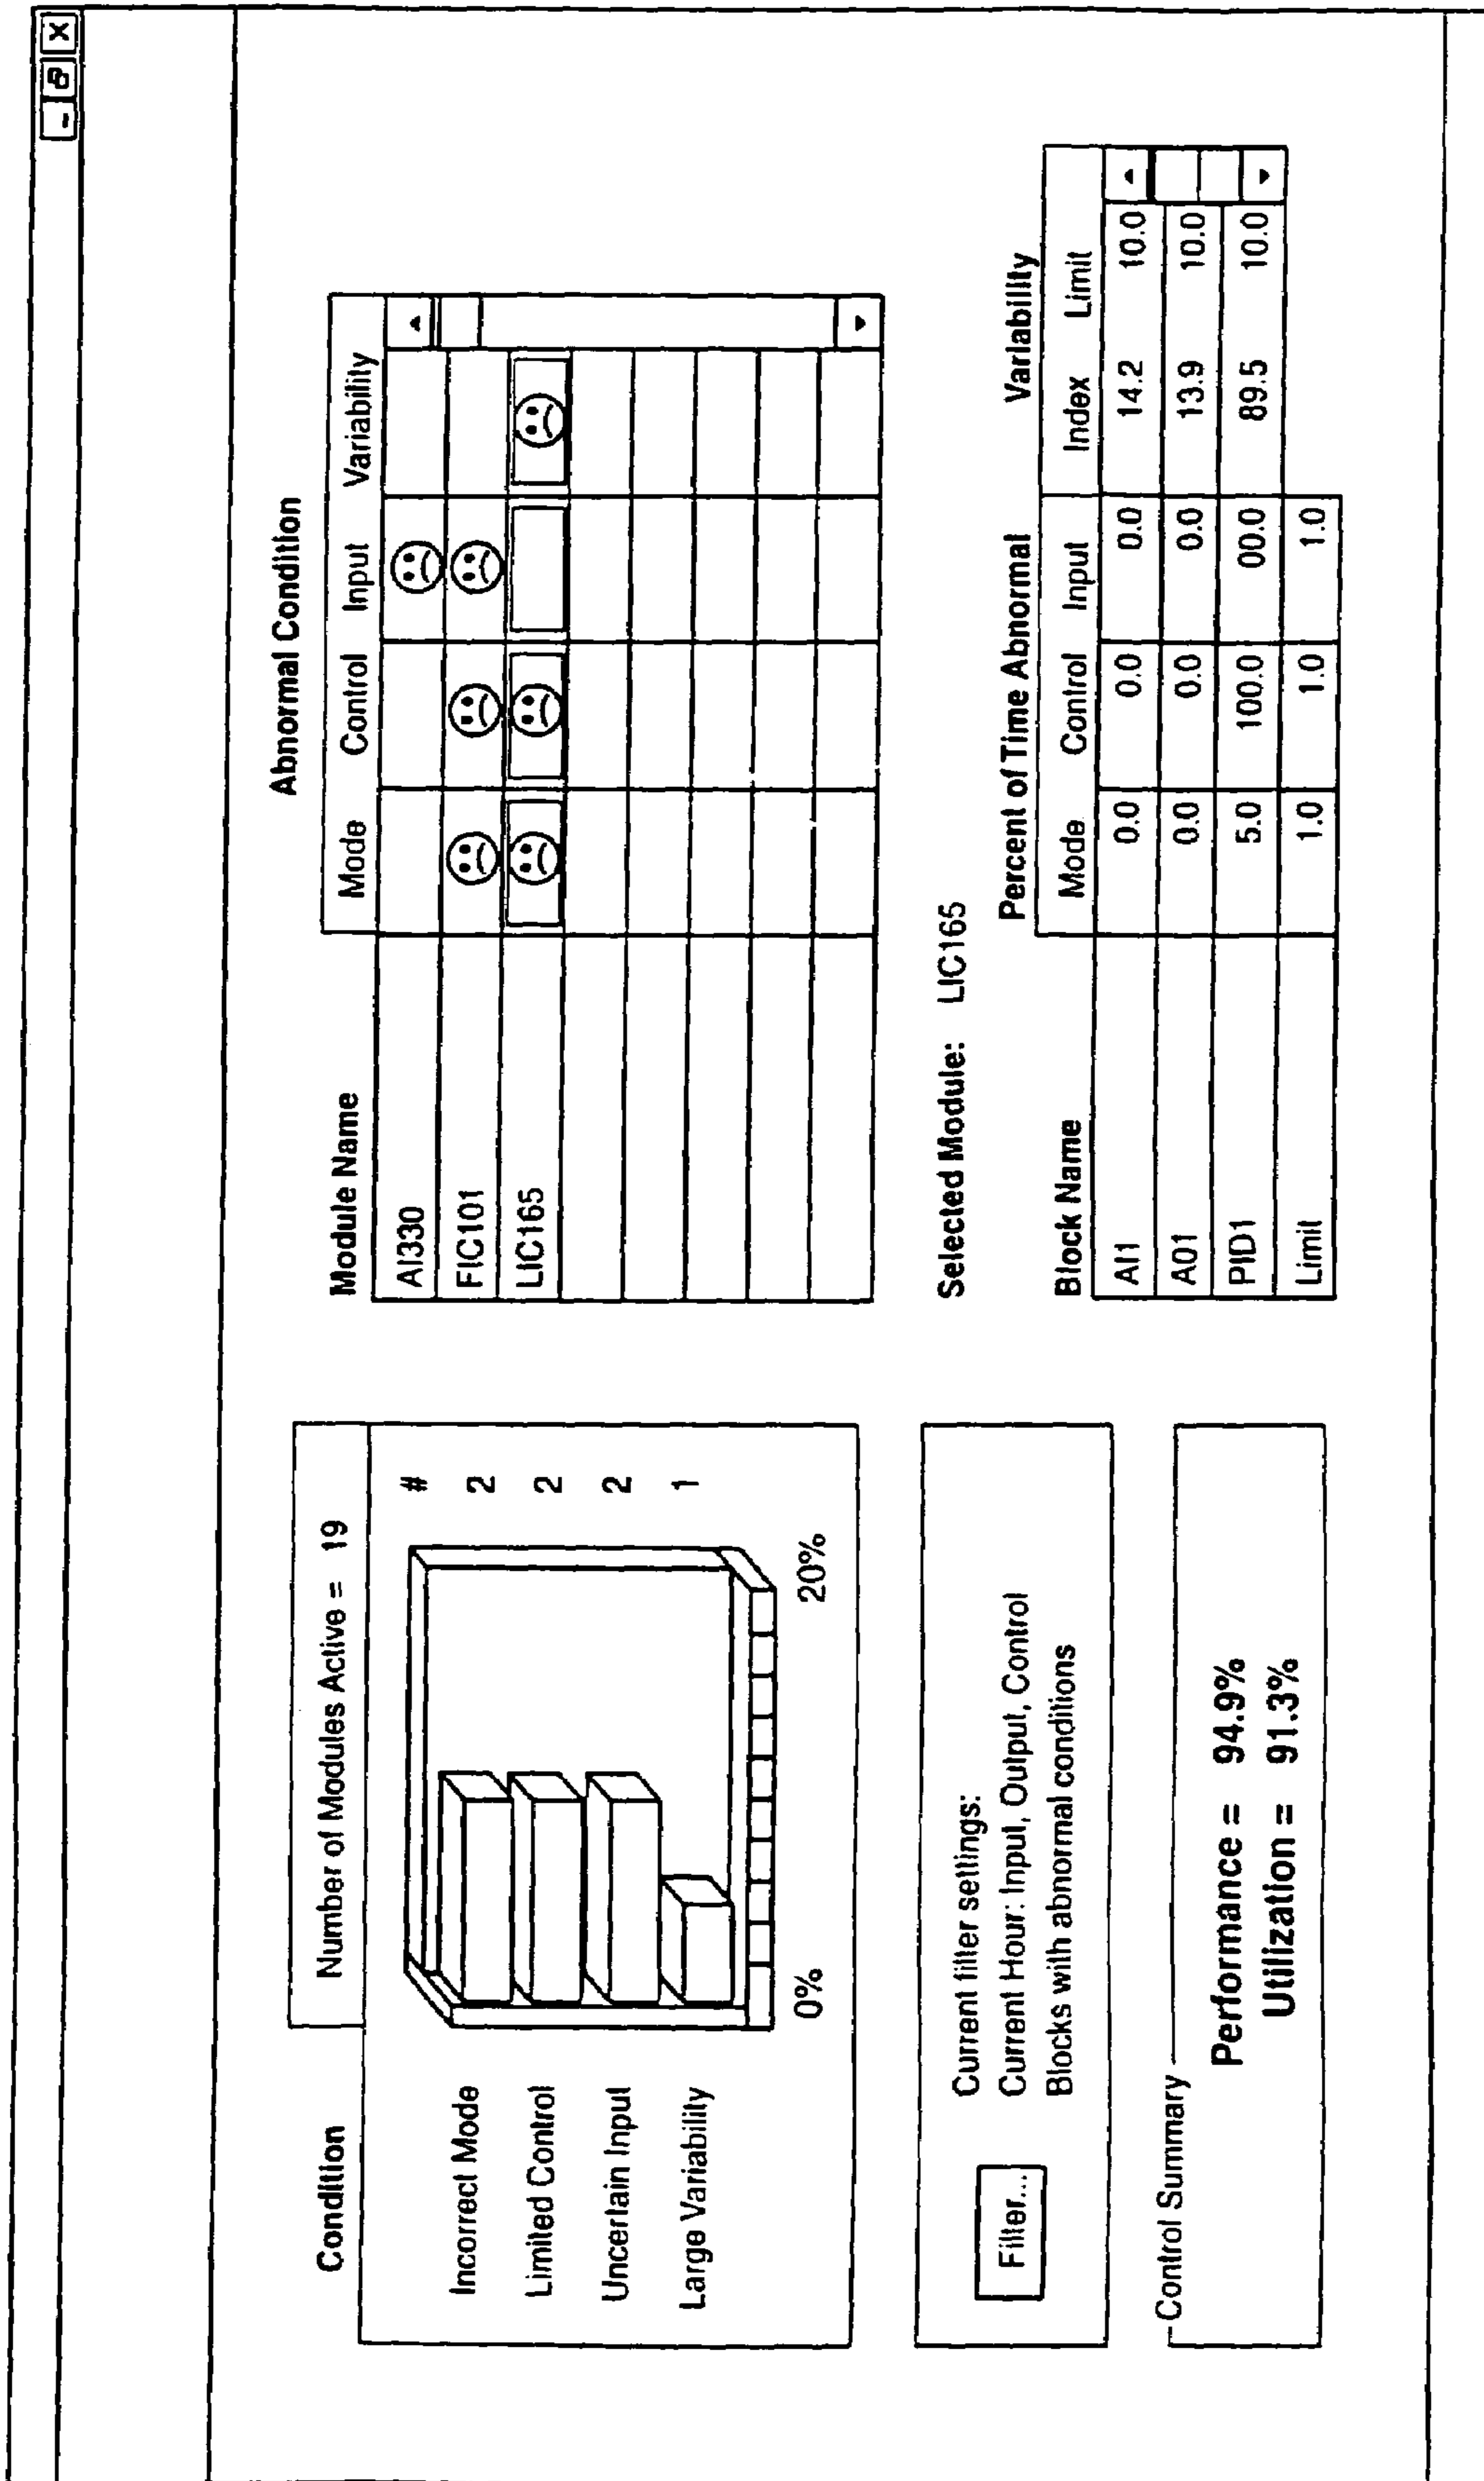 Condition
Number of Modules Active = 19
#
Incorrect Mode 2
Limited Control 2
Uncertain Input 2
Large Variability 1
0% 20%
Filter...
Current filter settings:
Current Hour: Input, Output, Control
Blocks with abnormal conditions
Control Summary
Performance = 94.9%
Utilization = 91.3%
Abnormal Condition
Module Name Mode Control Input Variability
AI330
FIC101
LIC165
Selected Module: LIC165
Percent of Time Abnormal Variability
Block Name Mode Control Input Index Limit
AI1 0.0 0.0 0.0 14.2 10.0
A01 0.0 0.0 0.0 13.9 10.0
PID1 5.0 100.0 00.0 89.5 10.0
Limit 1.0 1.0 1.0